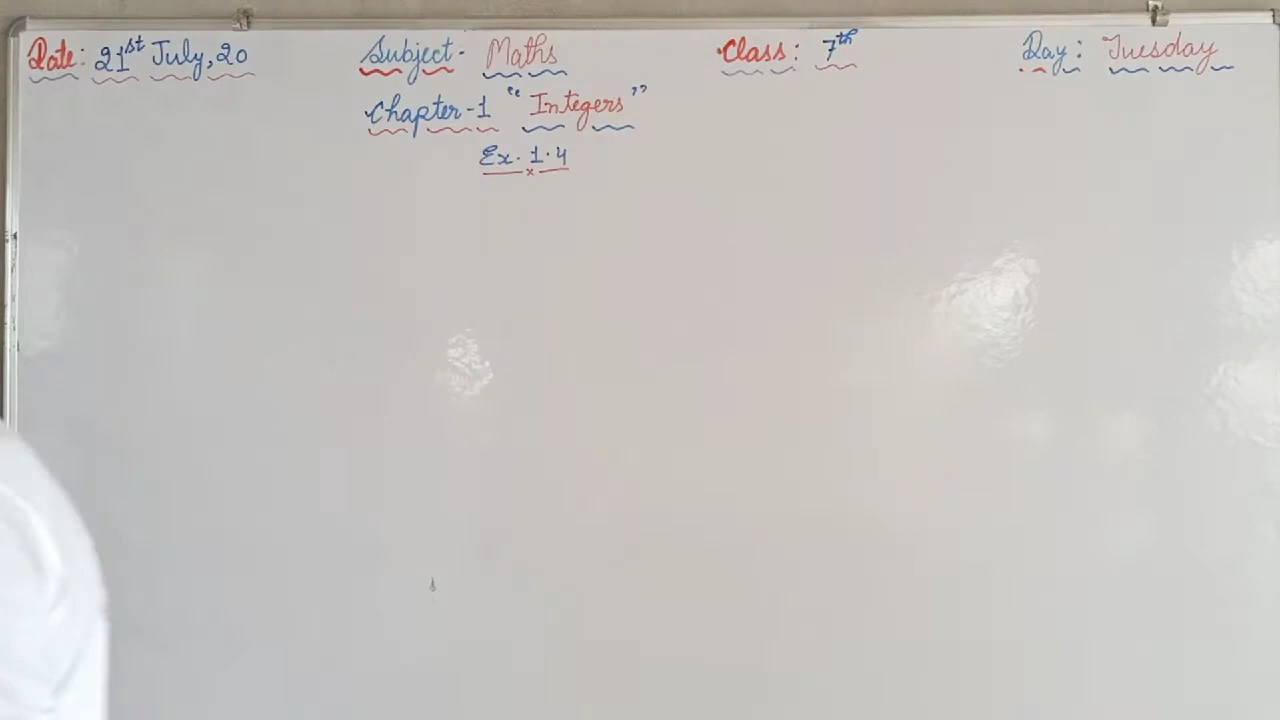 Date: 21st July, 20 Subject- Maths Class: 7th Day: Tuesday
Chapter-1 "Integers"
Ex. 1.4